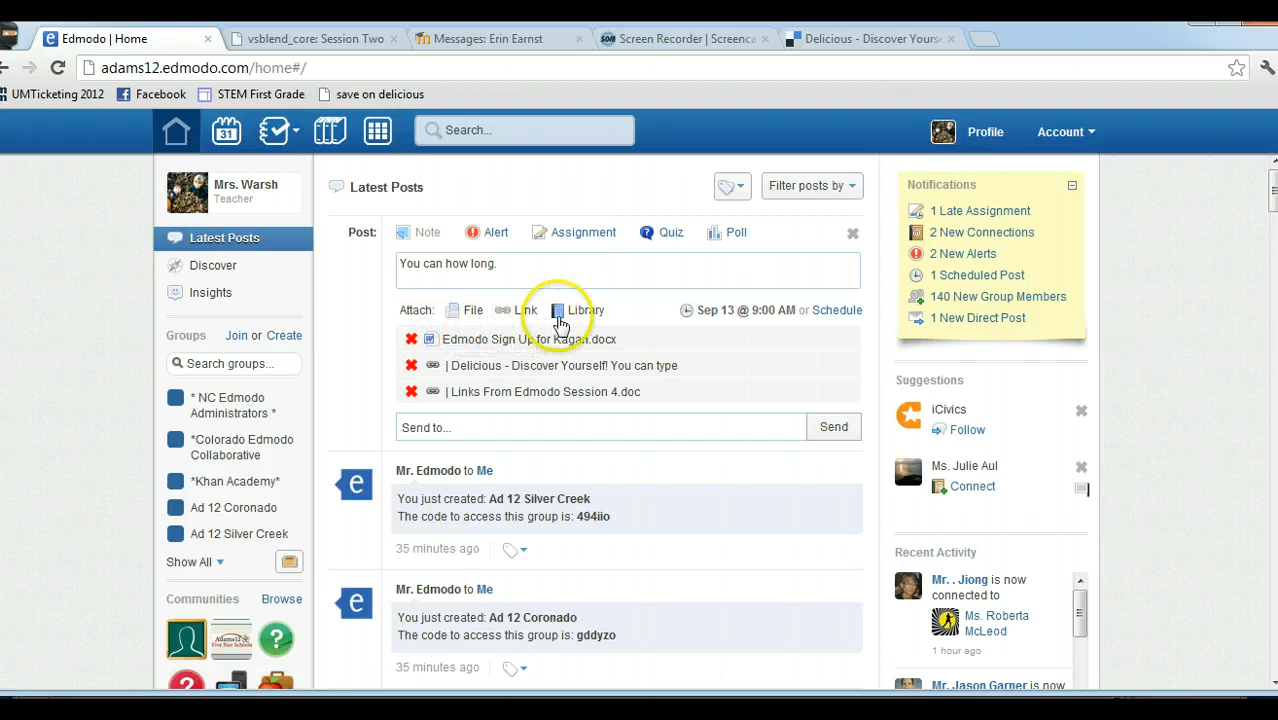 Edmodo | Home
vsblend_core: Session Two
Messages: Erin Earnst
SOM Screen Recorder | Screenca
Delicious - Discover Yourse
adams12.edmodo.com/home#/
UMTicketing 2012
Facebook
STEM First Grade
save on delicious
31
Search...
Profile
Account
Mrs. Warsh
Teacher
Latest Posts
Discover
Insights
Groups Join or Create
Search groups...
* NC Edmodo
Administrators *
*Colorado Edmodo
Collaborative
*Khan Academy*
Ad 12 Coronado
Ad 12 Silver Creek
Show All
Communities Browse
Adams12
Five Star Schools
Latest Posts
Filter posts by
Post: Note Alert Assignment Quiz Poll
You can how long.
Attach: File Link Library Sep 13 @ 9:00 AM or Schedule
Edmodo Sign Up for Kagan.docx
| Delicious - Discover Yourself! You can type
| Links From Edmodo Session 4.doc
Send to... Send
Mr. Edmodo to Me
You just created: Ad 12 Silver Creek
The code to access this group is: 494iio
35 minutes ago
Mr. Edmodo to Me
You just created: Ad 12 Coronado
The code to access this group is: gddyzo
35 minutes ago
Notifications
1 Late Assignment
2 New Connections
2 New Alerts
1 Scheduled Post
140 New Group Members
1 New Direct Post
Suggestions
iCivics
Follow
Ms. Julie Aul
Connect
Recent Activity
Mr. . Jiong is now
connected to
Ms. Roberta
McLeod
1 hour ago
Mr. Jason Garner is now